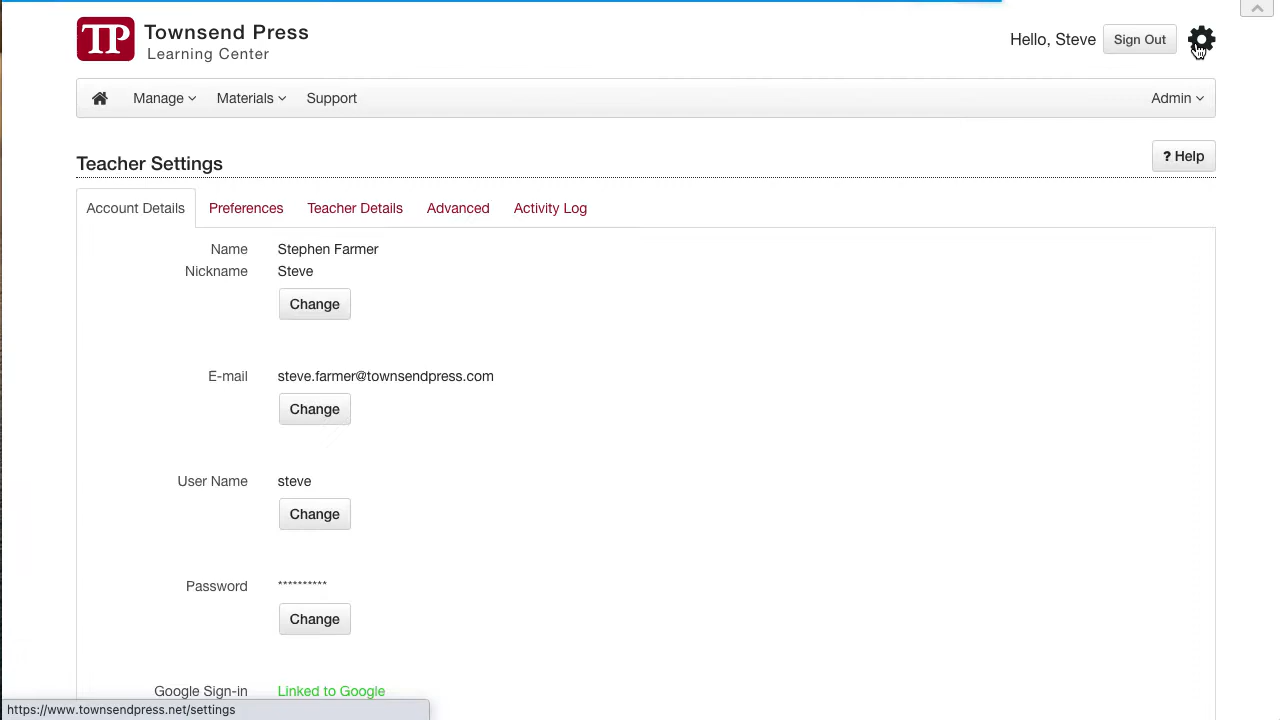 TP Townsend Press
Learning Center
Hello, Steve Sign Out
Manage Materials Support Admin
Teacher Settings ? Help
Account Details Preferences Teacher Details Advanced Activity Log
Name Stephen Farmer
Nickname Steve
Change
E-mail steve.farmer@townsendpress.com
Change
User Name steve
Change
Password **********
Change
Google Sign-in Linked to Google
https://www.townsendpress.net/settings